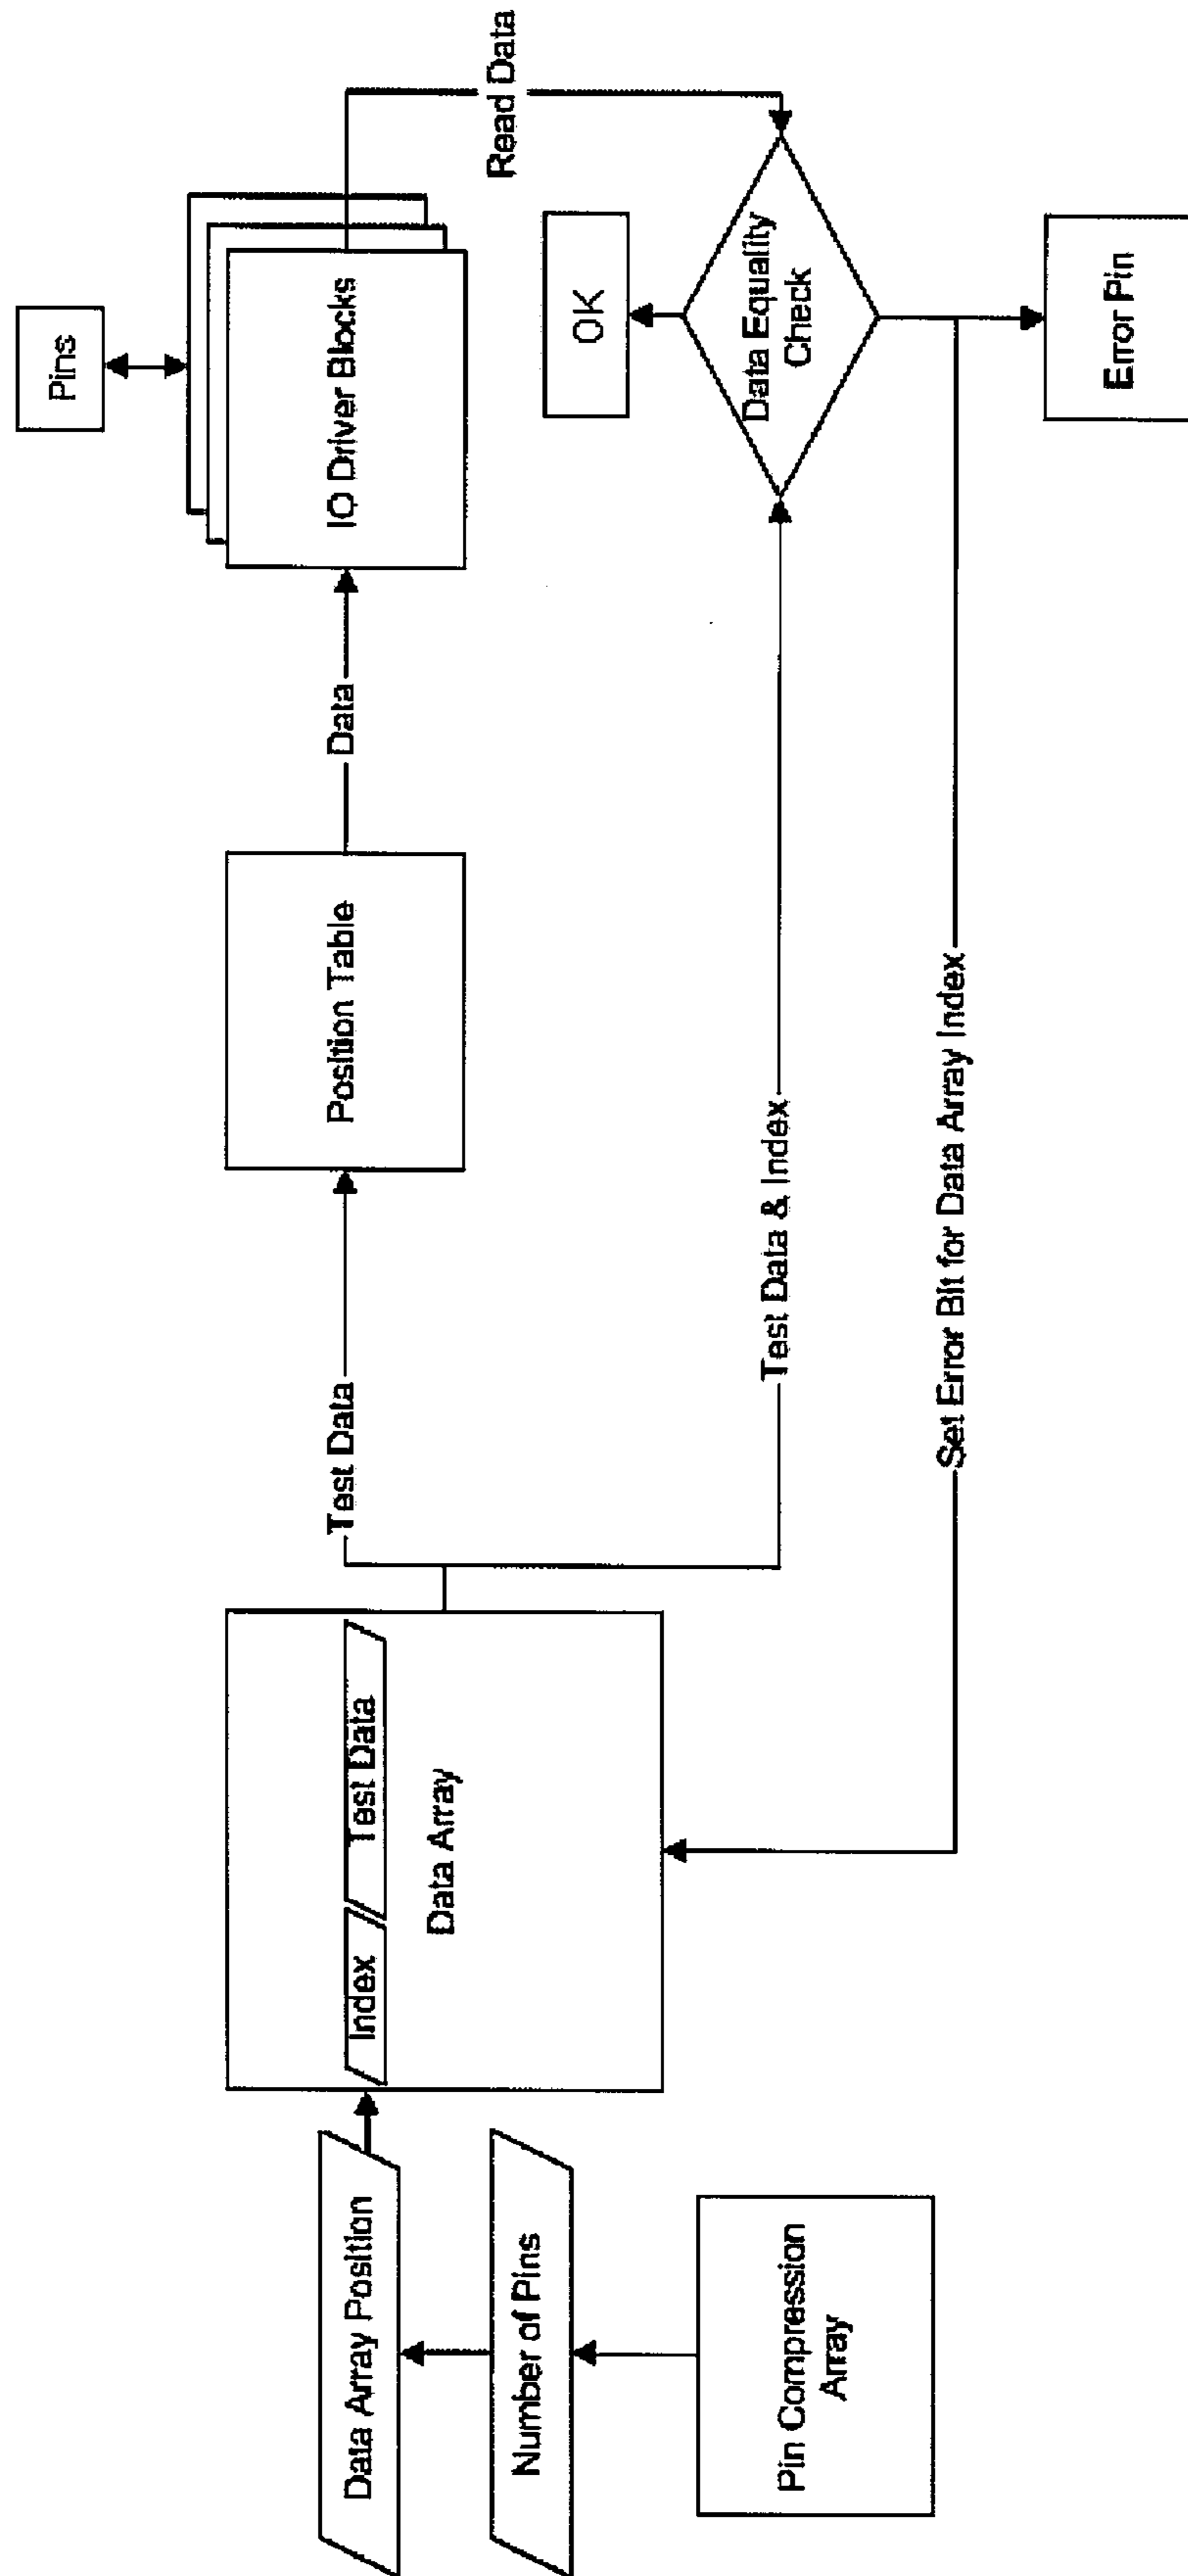 Pins
IO Driver Blocks
Read Data
OK
Data Equality
Check
Error Pin
Data
Position Table
Test Data
Test Data & Index
Set Error Bit for Data Array Index
Index
Test Data
Data Array
Data Array Position
Number of Pins
Pin Compression
Array